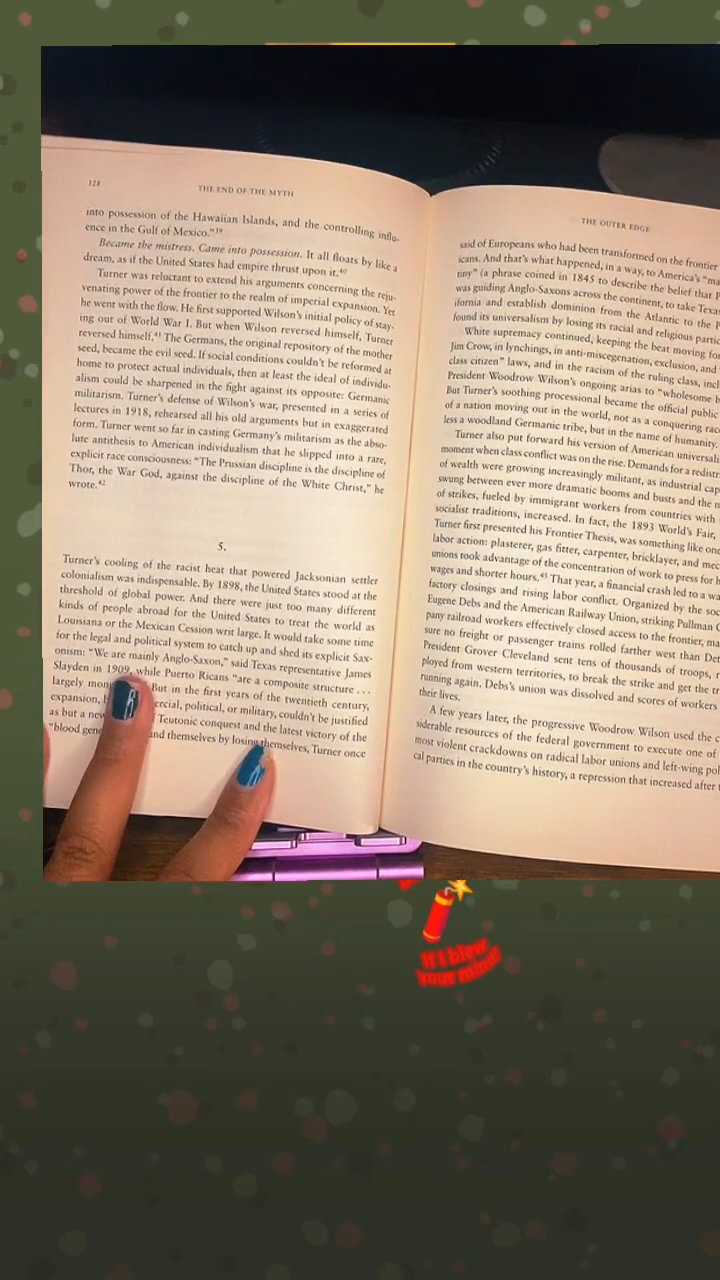 128
THE END OF THE MYTH
into possession of the Hawaiian Islands, and the controlling influ-
ence in the Gulf of Mexico."39
Became the mistress. Came into possession. It all floats by like a
dream, as if the United States had empire thrust upon it.40
Turner was reluctant to extend his arguments concerning the reju-
venating power of the frontier to the realm of imperial expansion. Yet
he went with the flow. He first supported Wilson's initial policy of stay-
ing out of World War I. But when Wilson reversed himself, Turner
reversed himself.41 The Germans, the original repository of the mother
seed, became the evil seed. If social conditions couldn't be reformed at
home to protect actual individuals, then at least the ideal of individu-
alism could be sharpened in the fight against its opposite: Germanic
militarism. Turner's defense of Wilson's war, presented in a series of
lectures in 1918, rehearsed all his old arguments but in exaggerated
form. Turner went so far in casting Germany's militarism as the abso-
lute antithesis to American individualism that he slipped into a rare,
explicit race consciousness: "The Prussian discipline is the discipline of
Thor, the War God, against the discipline of the White Christ," he
wrote.42
5.
Turner's cooling of the racist heat that powered Jacksonian settler
colonialism was indispensable. By 1898, the United States stood at the
threshold of global power. And there were just too many different
kinds of people abroad for the United States to treat the world as
Louisiana or the Mexican Cession writ large. It would take some time
for the legal and political system to catch up and shed its explicit Sax-
onism: "We are mainly Anglo-Saxon," said Texas representative James
Slayden in 1909, while Puerto Ricans "are a composite structure ...
largely But in the first years of the twentieth century,
expansion, political, or military, couldn't be justified
as but a new Teutonic conquest and the latest victory of the
themselves by losing themselves, Turner once
THE OUTER EDGE
said of Europeans who had been transformed on the frontier
icans. And that's what happened, in a way, to America's "ma
tiny" (a phrase coined in 1845 to describe the belief that
was guiding Anglo-Saxons across the continent, to take Texa
ifornia and establish dominion from the Atlantic to the P
found its universalism by losing its racial and religious partic
White supremacy continued, keeping the beat moving fo
Jim Crow, in lynchings, in anti-miscegenation, exclusion, and
class citizen" laws, and in the racism of the ruling class, incl
President Woodrow Wilson's ongoing arias to "wholesome b
But Turner's soothing processional became the official public
of a nation moving out in the world, not as a conquering race
less a woodland Germanic tribe, but in the name of humanity.
Turner also put forward his version of American universali
moment when class conflict was on the rise. Demands for a redistr
of wealth were growing increasingly militant, as industrial cap
swung between ever more dramatic booms and busts and the n
of strikes, fueled by immigrant workers from countries with
socialist traditions, increased. In fact, the 1893 World's Fair,
Turner first presented his Frontier Thesis, was something like one
labor action: plasterer, gas fitter, carpenter, bricklayer, and mec
unions took advantage of the concentration of work to press for h
wages and shorter hours.43 That year, a financial crash led to a wa
factory closings and rising labor conflict. Organized by the soc
Eugene Debs and the American Railway Union, striking Pullman C
pany railroad workers effectively closed access to the frontier, ma
sure no freight or passenger trains rolled farther west than Det
President Grover Cleveland sent tens of thousands of troops, r
ployed from western territories, to break the strike and get the tr
running again. Debs's union was dissolved and scores of workers
their lives.
A few years later, the progressive Woodrow Wilson used the c
siderable resources of the federal government to execute one of
most violent crackdowns on radical labor unions and left-wing pol
cal parties in the country's history, a repression that increased after
If I blew
your mind!